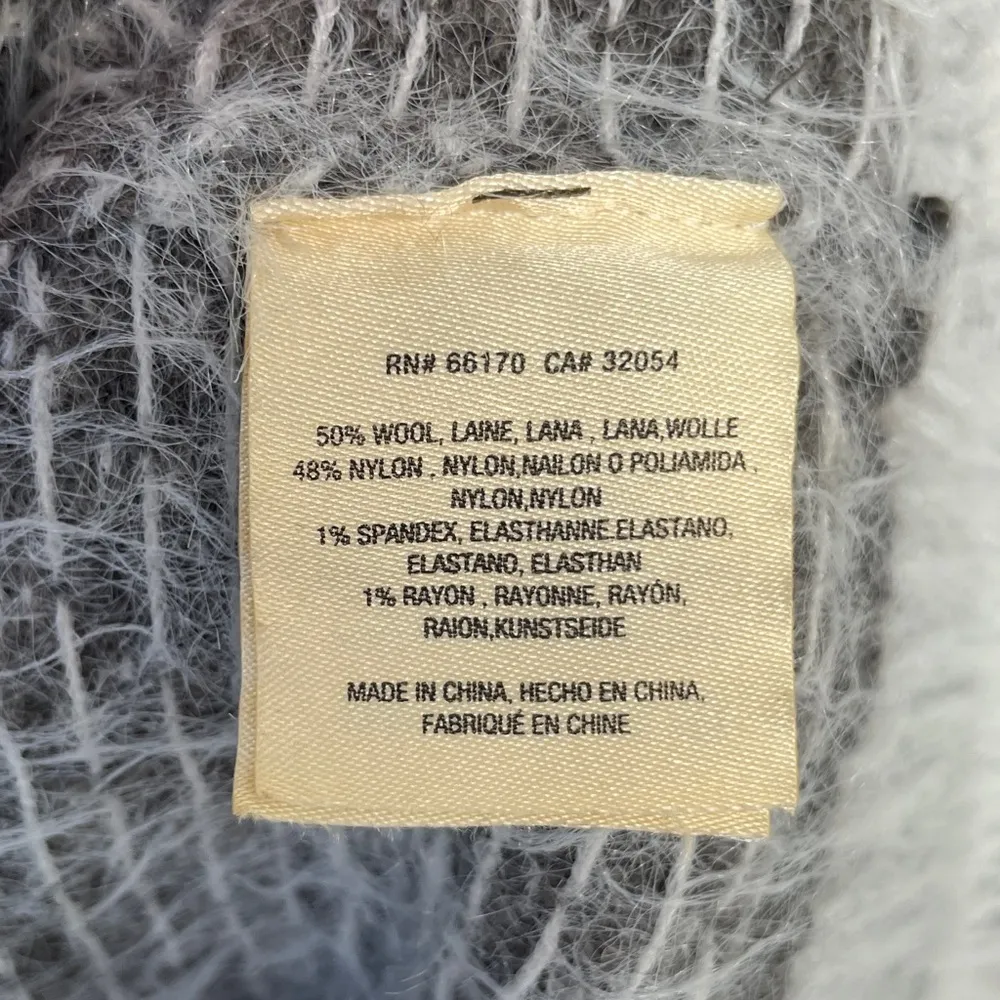 RN# 66170 CA# 32054
50% WOOL, LAINE, LANA , LANA,WOLLE
48% NYLON , NYLON,NAILON O POLIAMIDA
NYLON,NYLON
1% SPANDEX, ELASTHANNE.ELASTANO,
ELASTANO, ELASTHAN
1% RAYON , RAYONNE, RAYÓN,
RAION,KUNSTSEIDE
MADE IN CHINA, HECHO EN CHINA,
FABRIQUÉ EN CHINE